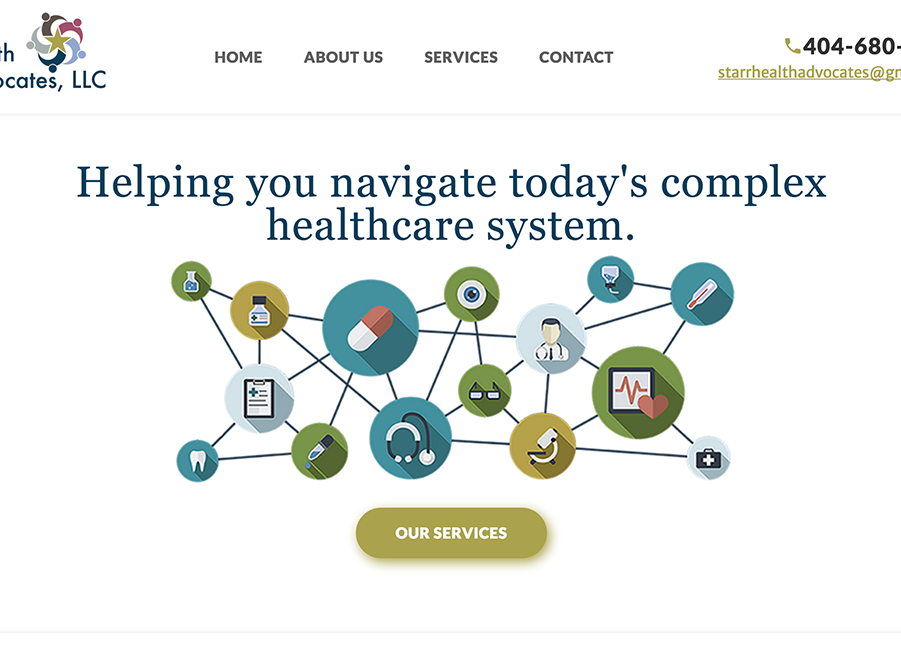 th
ocates, LLC
HOME ABOUT US SERVICES CONTACT
404-680-
starrhealthadvocates@gm
Helping you navigate today's complex
healthcare system.
OUR SERVICES